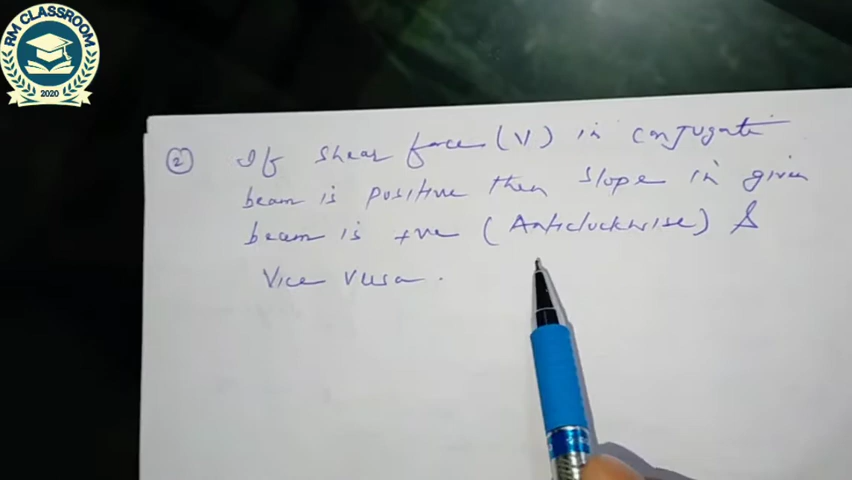 RM CLASSROOM
2020
② If shear force (V) in conjugate
beam is positive then slope in given
beam is +ve (Anticlockwise) &
Vice versa.